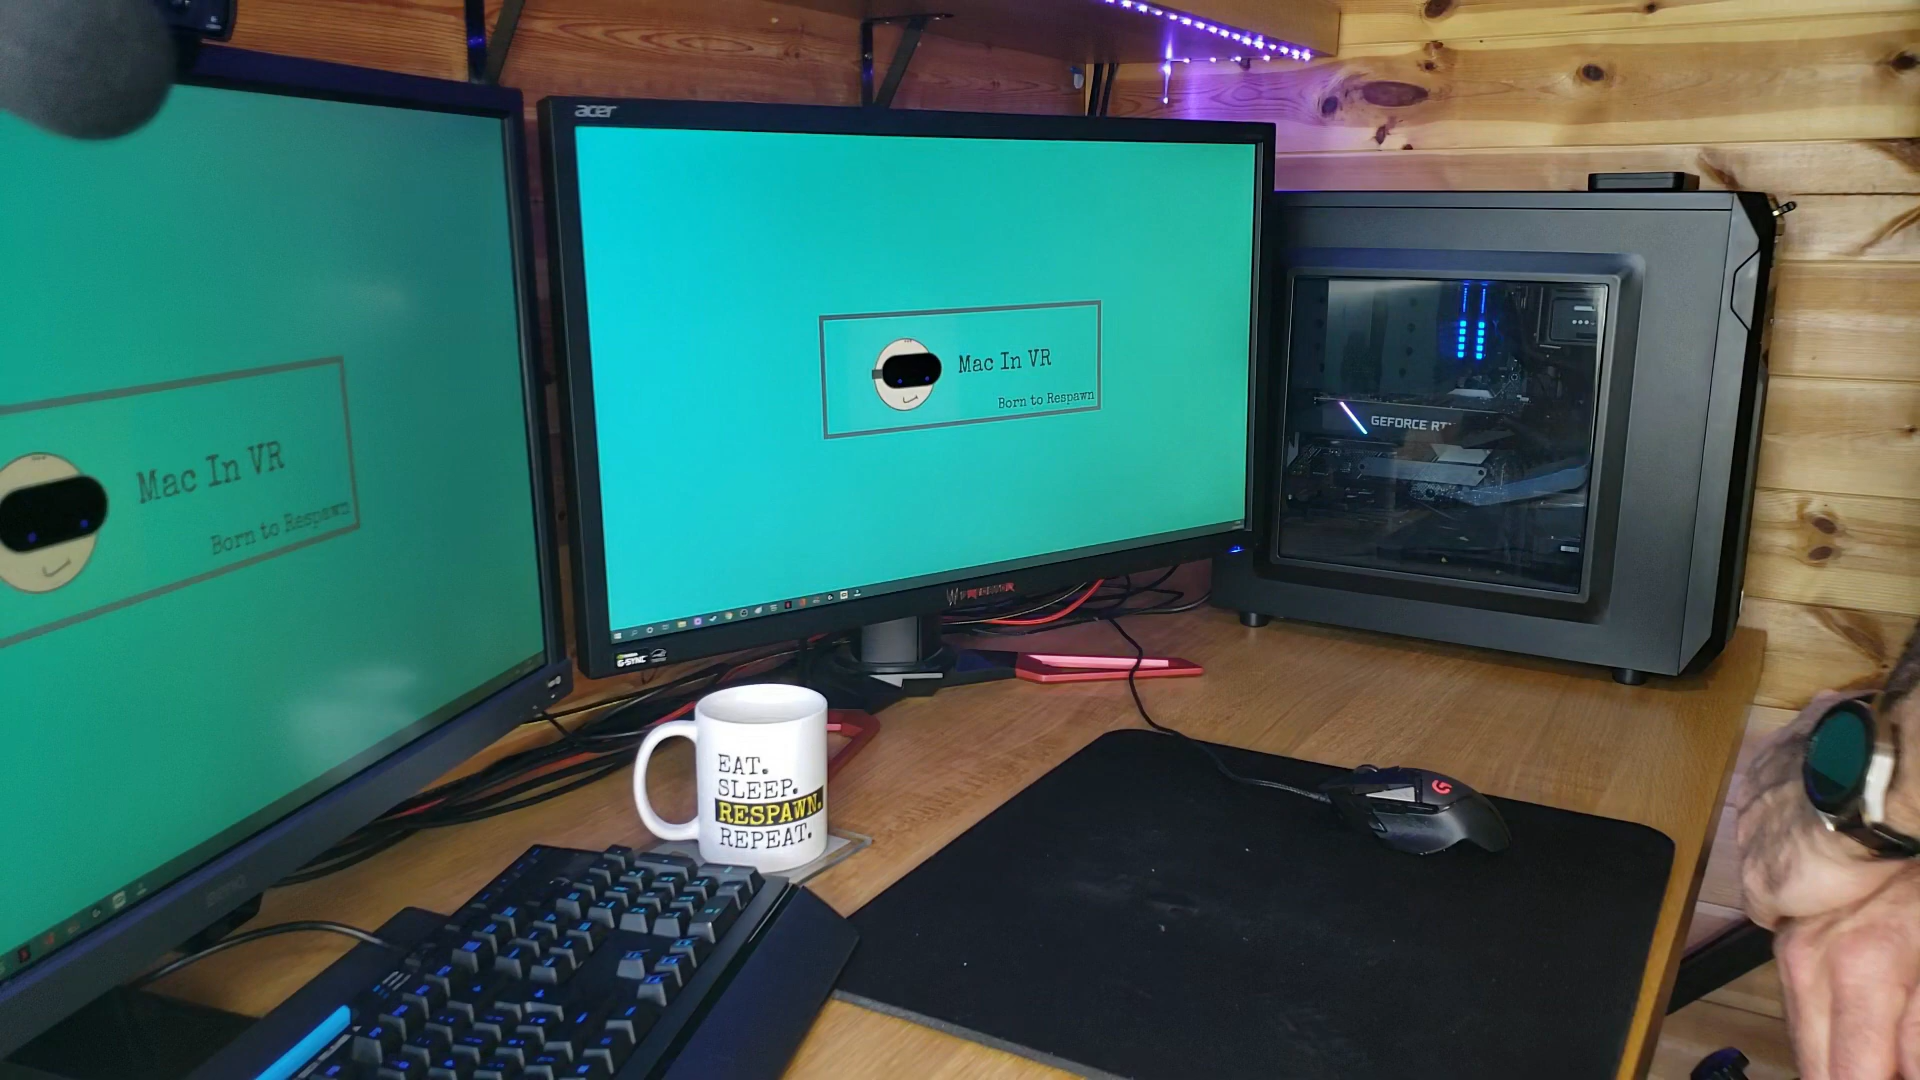 acer
Mac In VR
Born to Respawn
Mac In VR
Born to Respawn
GEFORCE RT
G-SYNC
EAT.
SLEEP.
RESPAWN.
REPEAT.